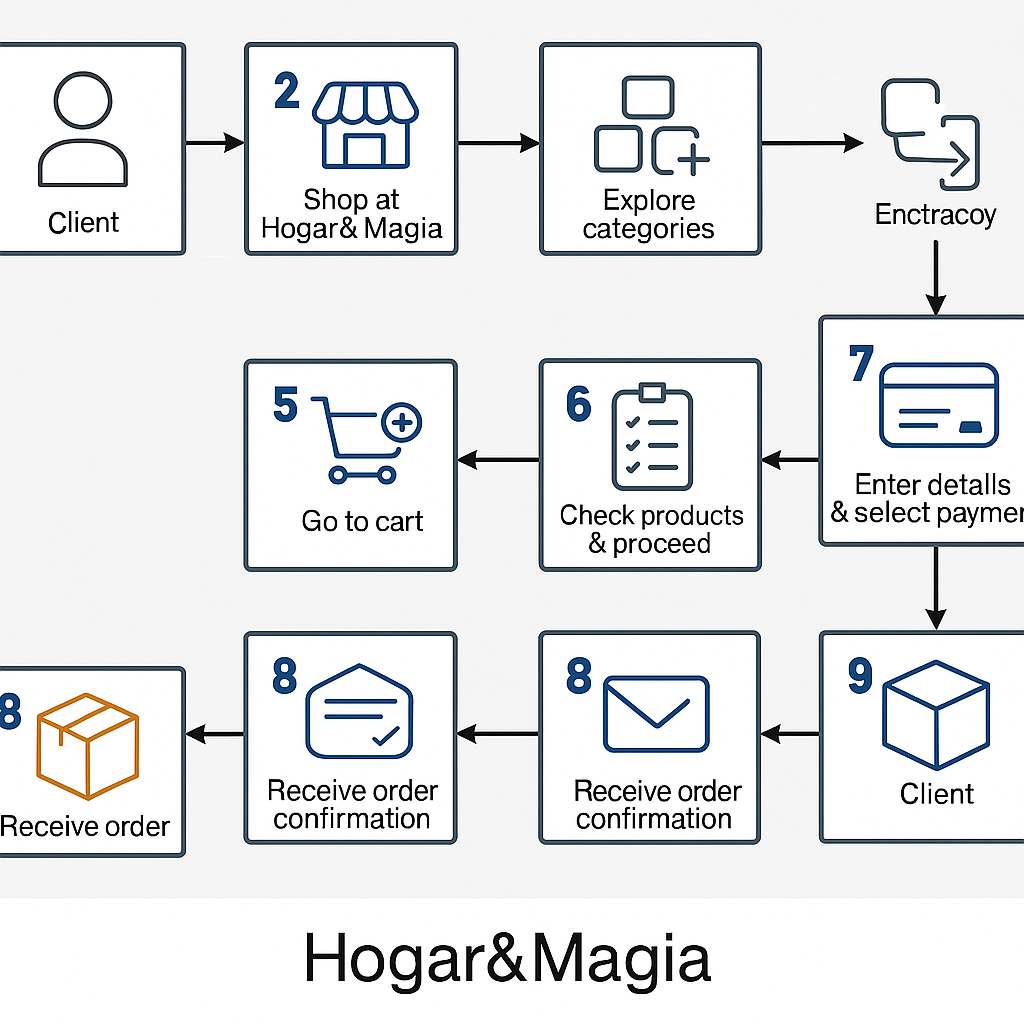 Client
2
Shop at
Hogar& Magia
Explore
categories
Enctracoy
5
Go to cart
6
Check products
& proceed
7
Enter detalls
& select paymen
8
Receive order
8
Receive order
confirmation
8
Receive order
confirmation
9
Client
Hogar&Magia